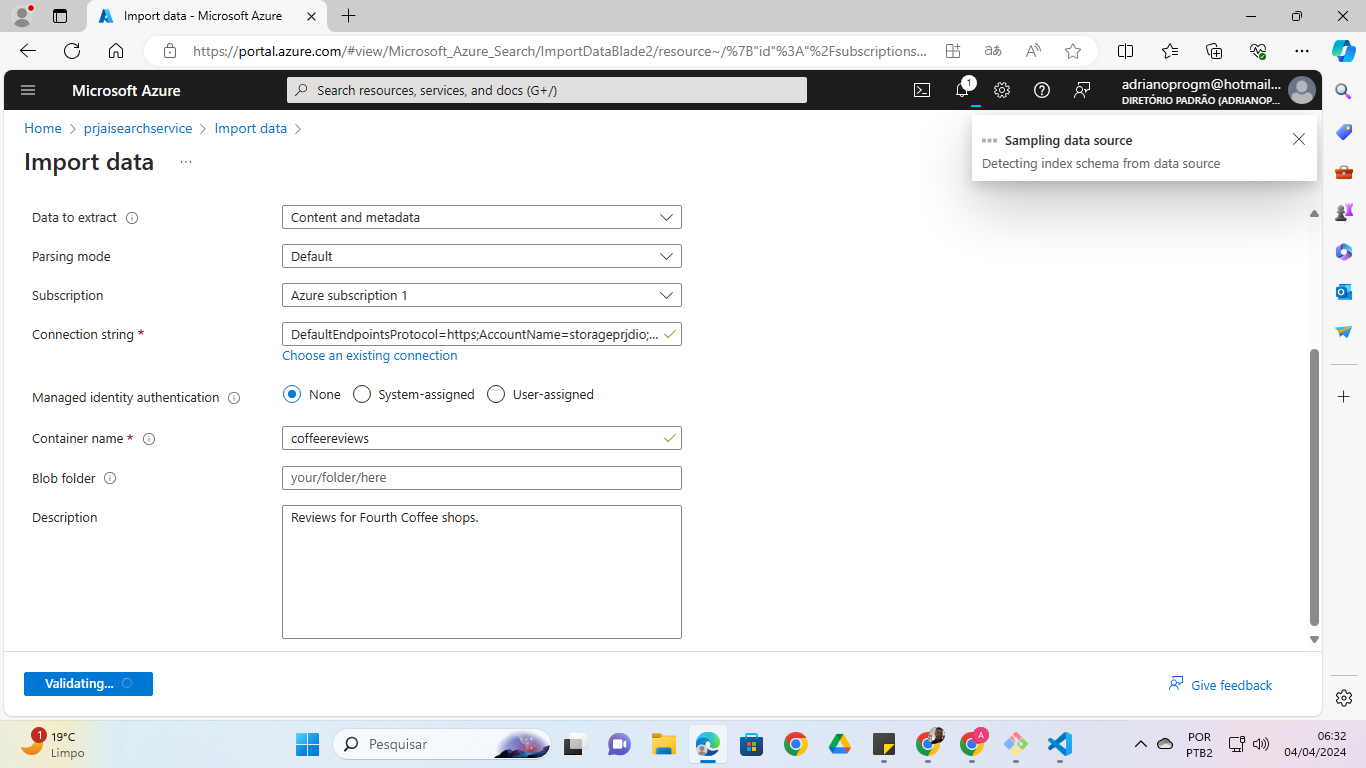 Import data - Microsoft Azure
https://portal.azure.com/#view/Microsoft_Azure_Search/ImportDataBlade2/resource~/%7B"id"%3A"%2Fsubscriptions...
Microsoft Azure
Search resources, services, and docs (G+/)
1
adrianoprogm@hotmail...
DIRETÓRIO PADRÃO (ADRIANOP...
Home > prjaisearchservice > Import data >
Import data ...
Sampling data source
Detecting index schema from data source
Data to extract
Content and metadata
Parsing mode
Default
Subscription
Azure subscription 1
Connection string *
DefaultEndpointsProtocol=https;AccountName=storageprjdio;...
Choose an existing connection
Managed identity authentication
None System-assigned User-assigned
Container name *
coffeereviews
Blob folder
your/folder/here
Description
Reviews for Fourth Coffee shops.
Validating...
Give feedback
1
19°C
Limpo
Pesquisar
A
POR
PTB2
06:32
04/04/2024